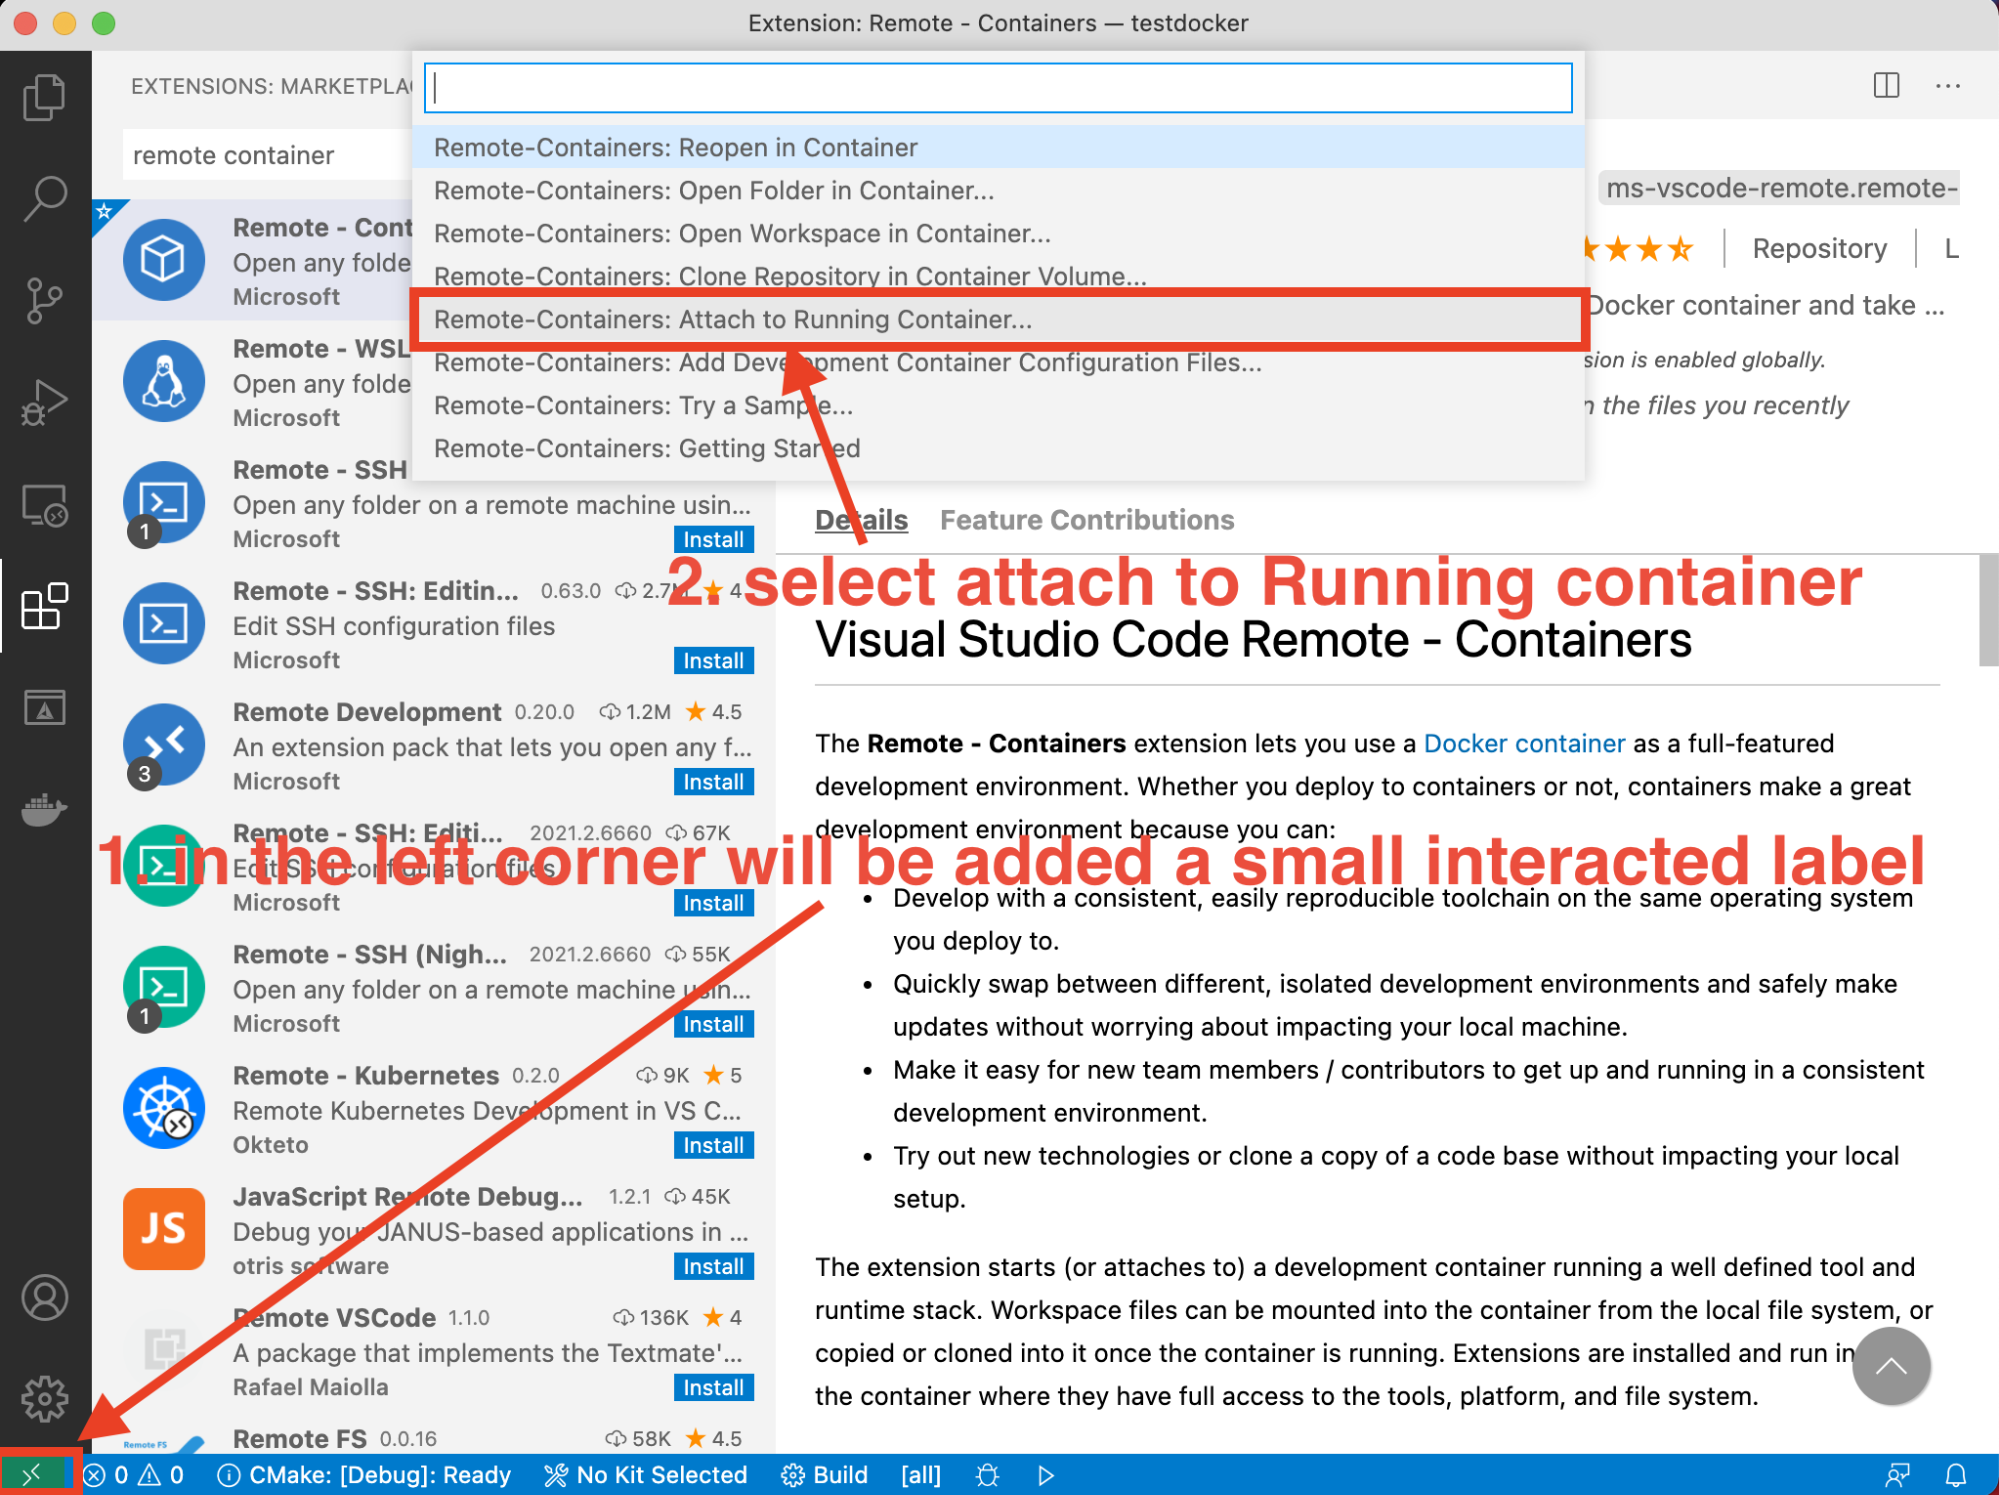 Extension: Remote - Containers — testdocker
EXTENSIONS: MARKETPLAC
remote container
Remote-Containers: Reopen in Container
Remote-Containers: Open Folder in Container...
Remote-Containers: Open Workspace in Container...
Remote-Containers: Clone Repository in Container Volume...
Remote-Containers: Attach to Running Container...
Remote-Containers: Add Development Container Configuration Files...
Remote-Containers: Try a Sample...
Remote-Containers: Getting Started
ms-vscode-remote.remote-
Repository
L
Docker container and take ...
sion is enabled globally.
n the files you recently
Remote - Cont
Open any folde
Microsoft
Remote - WSL
Open any folde
Microsoft
Remote - SSH
Open any folder on a remote machine usin...
1
Microsoft
Install
Remote - SSH: Editin... 0.63.0 2.7M 4
Edit SSH configuration files
Microsoft
Install
Remote Development 0.20.0 1.2M 4.5
An extension pack that lets you open any f...
3
Microsoft
Install
Remote - SSH: Editi... 2021.2.6660 67K
Edit SSH configuration files
Microsoft
Install
Remote - SSH (Nigh... 2021.2.6660 55K
Open any folder on a remote machine usin...
1
Microsoft
Install
Remote - Kubernetes 0.2.0 9K 5
Remote Kubernetes Development in VS C...
Okteto
Install
JS
JavaScript Remote Debug... 1.2.1 45K
Debug your JANUS-based applications in ...
otris software
Install
Remote VSCode 1.1.0 136K 4
A package that implements the Textmate'...
Rafael Maiolla
Install
Remote FS
Remote FS 0.0.16 58K 4.5
Details Feature Contributions
2. select attach to Running container
Visual Studio Code Remote - Containers
The Remote - Containers extension lets you use a Docker container as a full-featured
development environment. Whether you deploy to containers or not, containers make a great
development environment because you can:
1. in the left corner will be added a small interacted label
• Develop with a consistent, easily reproducible toolchain on the same operating system
you deploy to.
• Quickly swap between different, isolated development environments and safely make
updates without worrying about impacting your local machine.
• Make it easy for new team members / contributors to get up and running in a consistent
development environment.
• Try out new technologies or clone a copy of a code base without impacting your local
setup.
The extension starts (or attaches to) a development container running a well defined tool and
runtime stack. Workspace files can be mounted into the container from the local file system, or
copied or cloned into it once the container is running. Extensions are installed and run in
the container where they have full access to the tools, platform, and file system.
0 0 CMake: [Debug]: Ready No Kit Selected Build [all]